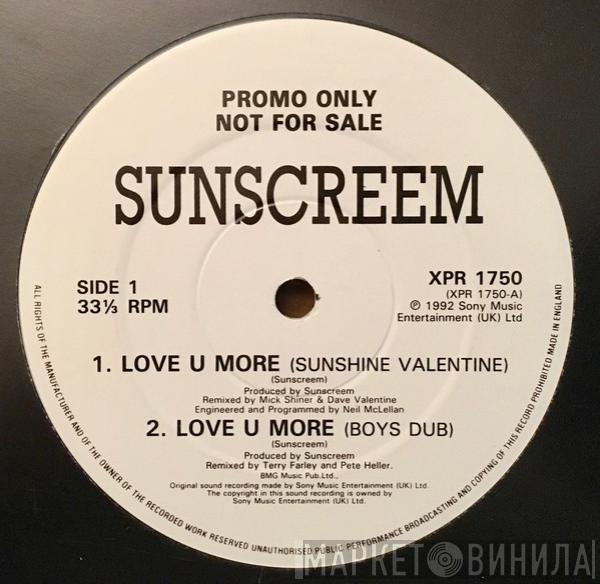 PROMO ONLY
NOT FOR SALE
SUNSCREEM
SIDE 1
33⅓ RPM
XPR 1750
(XPR 1750-A)
℗ 1992 Sony Music
Entertainment (UK) Ltd
1. LOVE U MORE (SUNSHINE VALENTINE)
(Sunscreem)
Produced by Sunscreem
Remixed by Mick Shiner & Dave Valentine
Engineered and Programmed by Neil McLellan
2. LOVE U MORE (BOYS DUB)
(Sunscreem)
Produced by Sunscreem
Remixed by Terry Farley and Pete Heller.
BMG Music Pub.Ltd.,
Original sound recording made by Sony Music Entertainment (UK) Ltd.
The copyright in this sound recording is owned by
Sony Music Entertainment (UK) Ltd.
ALL RIGHTS OF THE MANUFACTURER AND OF THE OWNER OF THE RECORDED WORK RESERVED UNAUTHORISED PUBLIC PERFORMANCE BROADCASTING AND COPYING OF THIS RECORD PROHIBITED MADE IN ENGLAND
МАРКЕТ ВИНИЛА